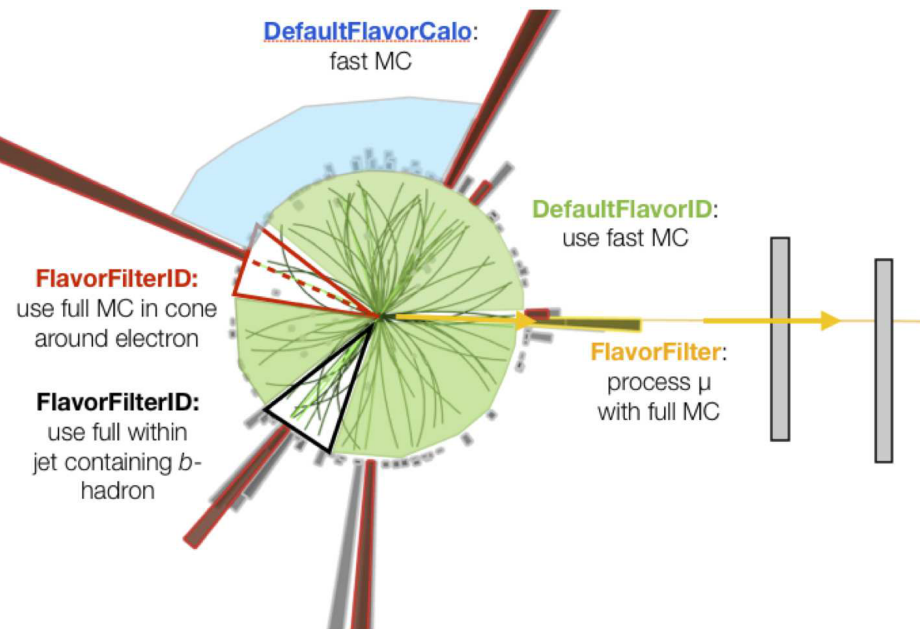 DefaultFlavorCalo:
fast MC
DefaultFlavorID:
use fast MC
FlavorFilterID:
use full MC in cone
around electron
FlavorFilter:
process μ
with full MC
FlavorFilterID:
use full within
jet containing b-
hadron